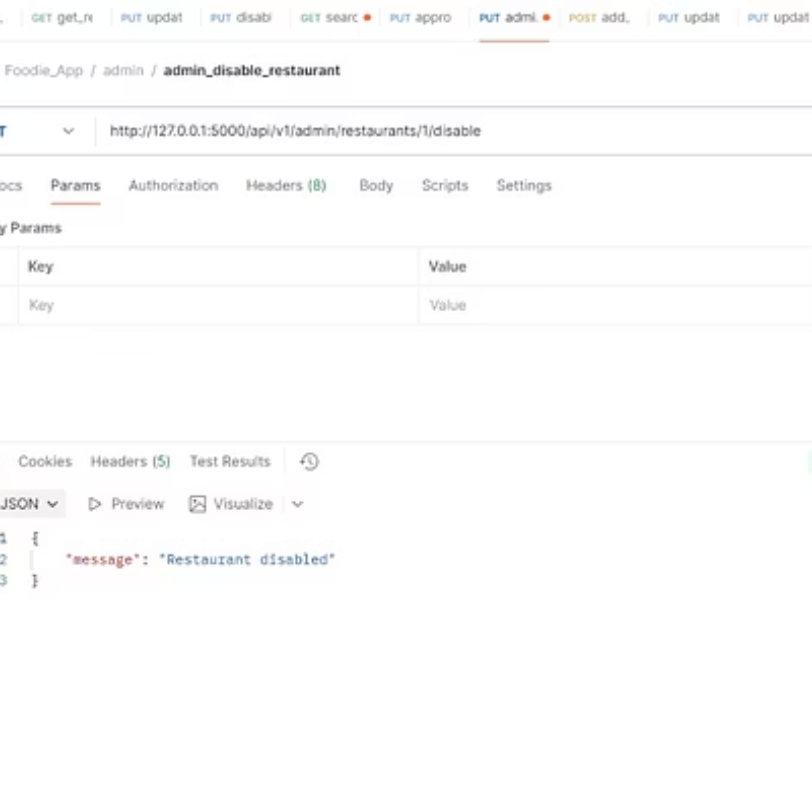 GET get_re PUT updat PUT disabl GET searc PUT appro PUT admi. POST add_ PUT updat PUT updat
Foodie_App / admin / admin_disable_restaurant
T http://127.0.0.1:5000/api/v1/admin/restaurants/1/disable
ocs Params Authorization Headers (8) Body Scripts Settings
y Params
Key Value
Key Value
Cookies Headers (5) Test Results
JSON Preview Visualize
1 {
2 "message": "Restaurant disabled"
3 }